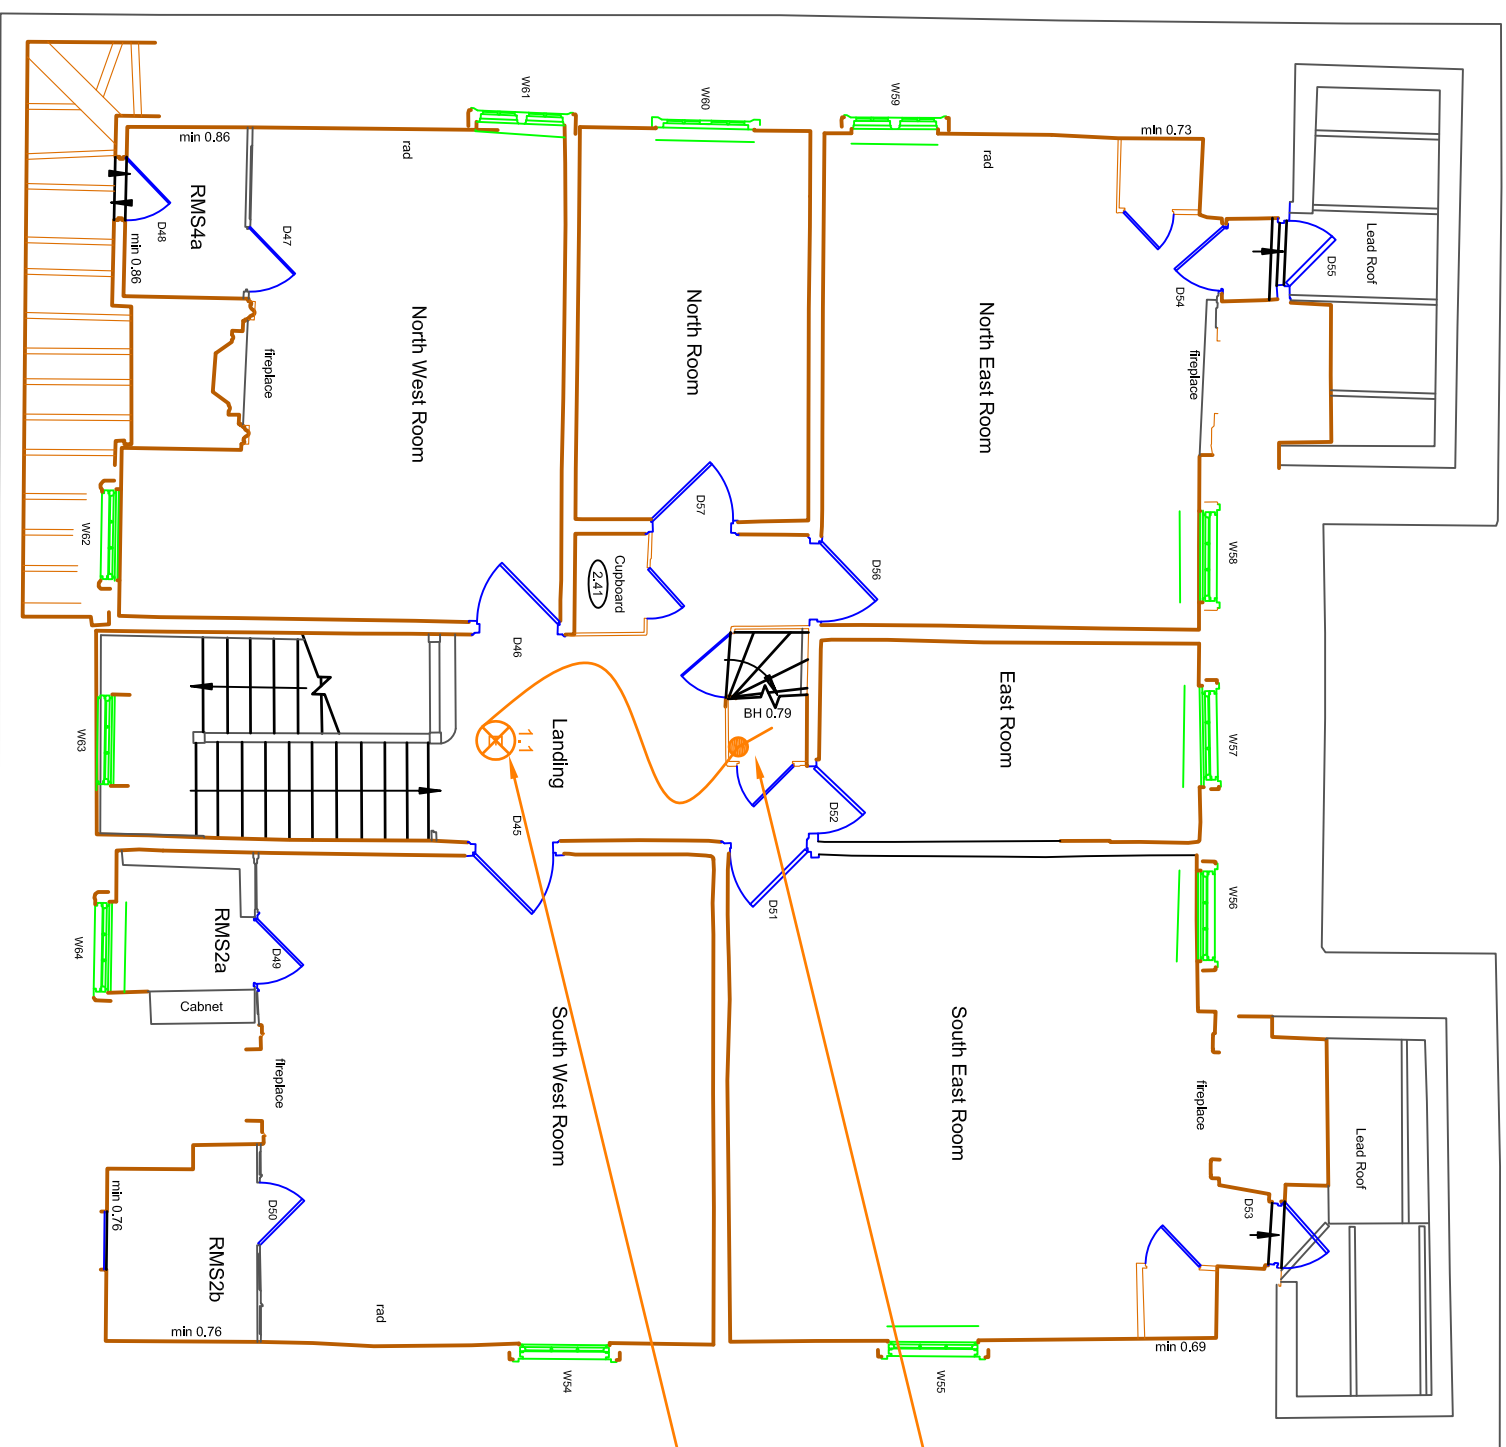 W61
W60
W59
min 0.73
min 0.86
rad
rad
RMS4a
D48
D47
min 0.86
Lead Roof
D55
D54
North West Room
North Room
North East Room
fireplace
fireplace
W62
D57
W58
Cupboard
2.41
D56
D46
East Room
BH 0.79
W63
1.1
Landing
W57
D45
D52
W56
D51
RMS2a
D49
W64
Cabnet
South West Room
South East Room
fireplace
fireplace
Lead Roof
min 0.76
D50
D53
RMS2b
rad
min 0.76
min 0.69
W54
W55